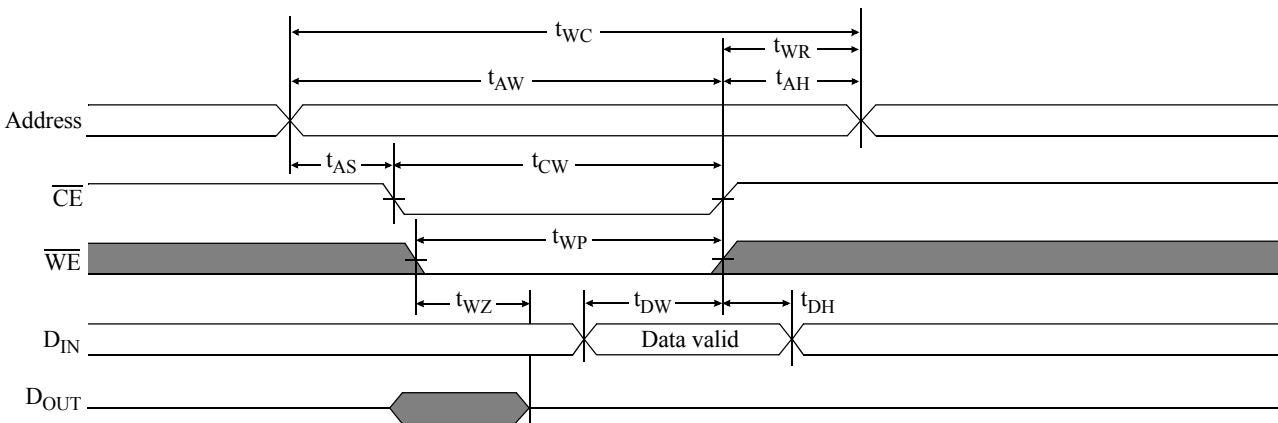 tWC
tWR
tAW
tAH
Address
tAS
tCW
CE
tWP
WE
tWZ
tDW
tDH
DIN
Data valid
DOUT